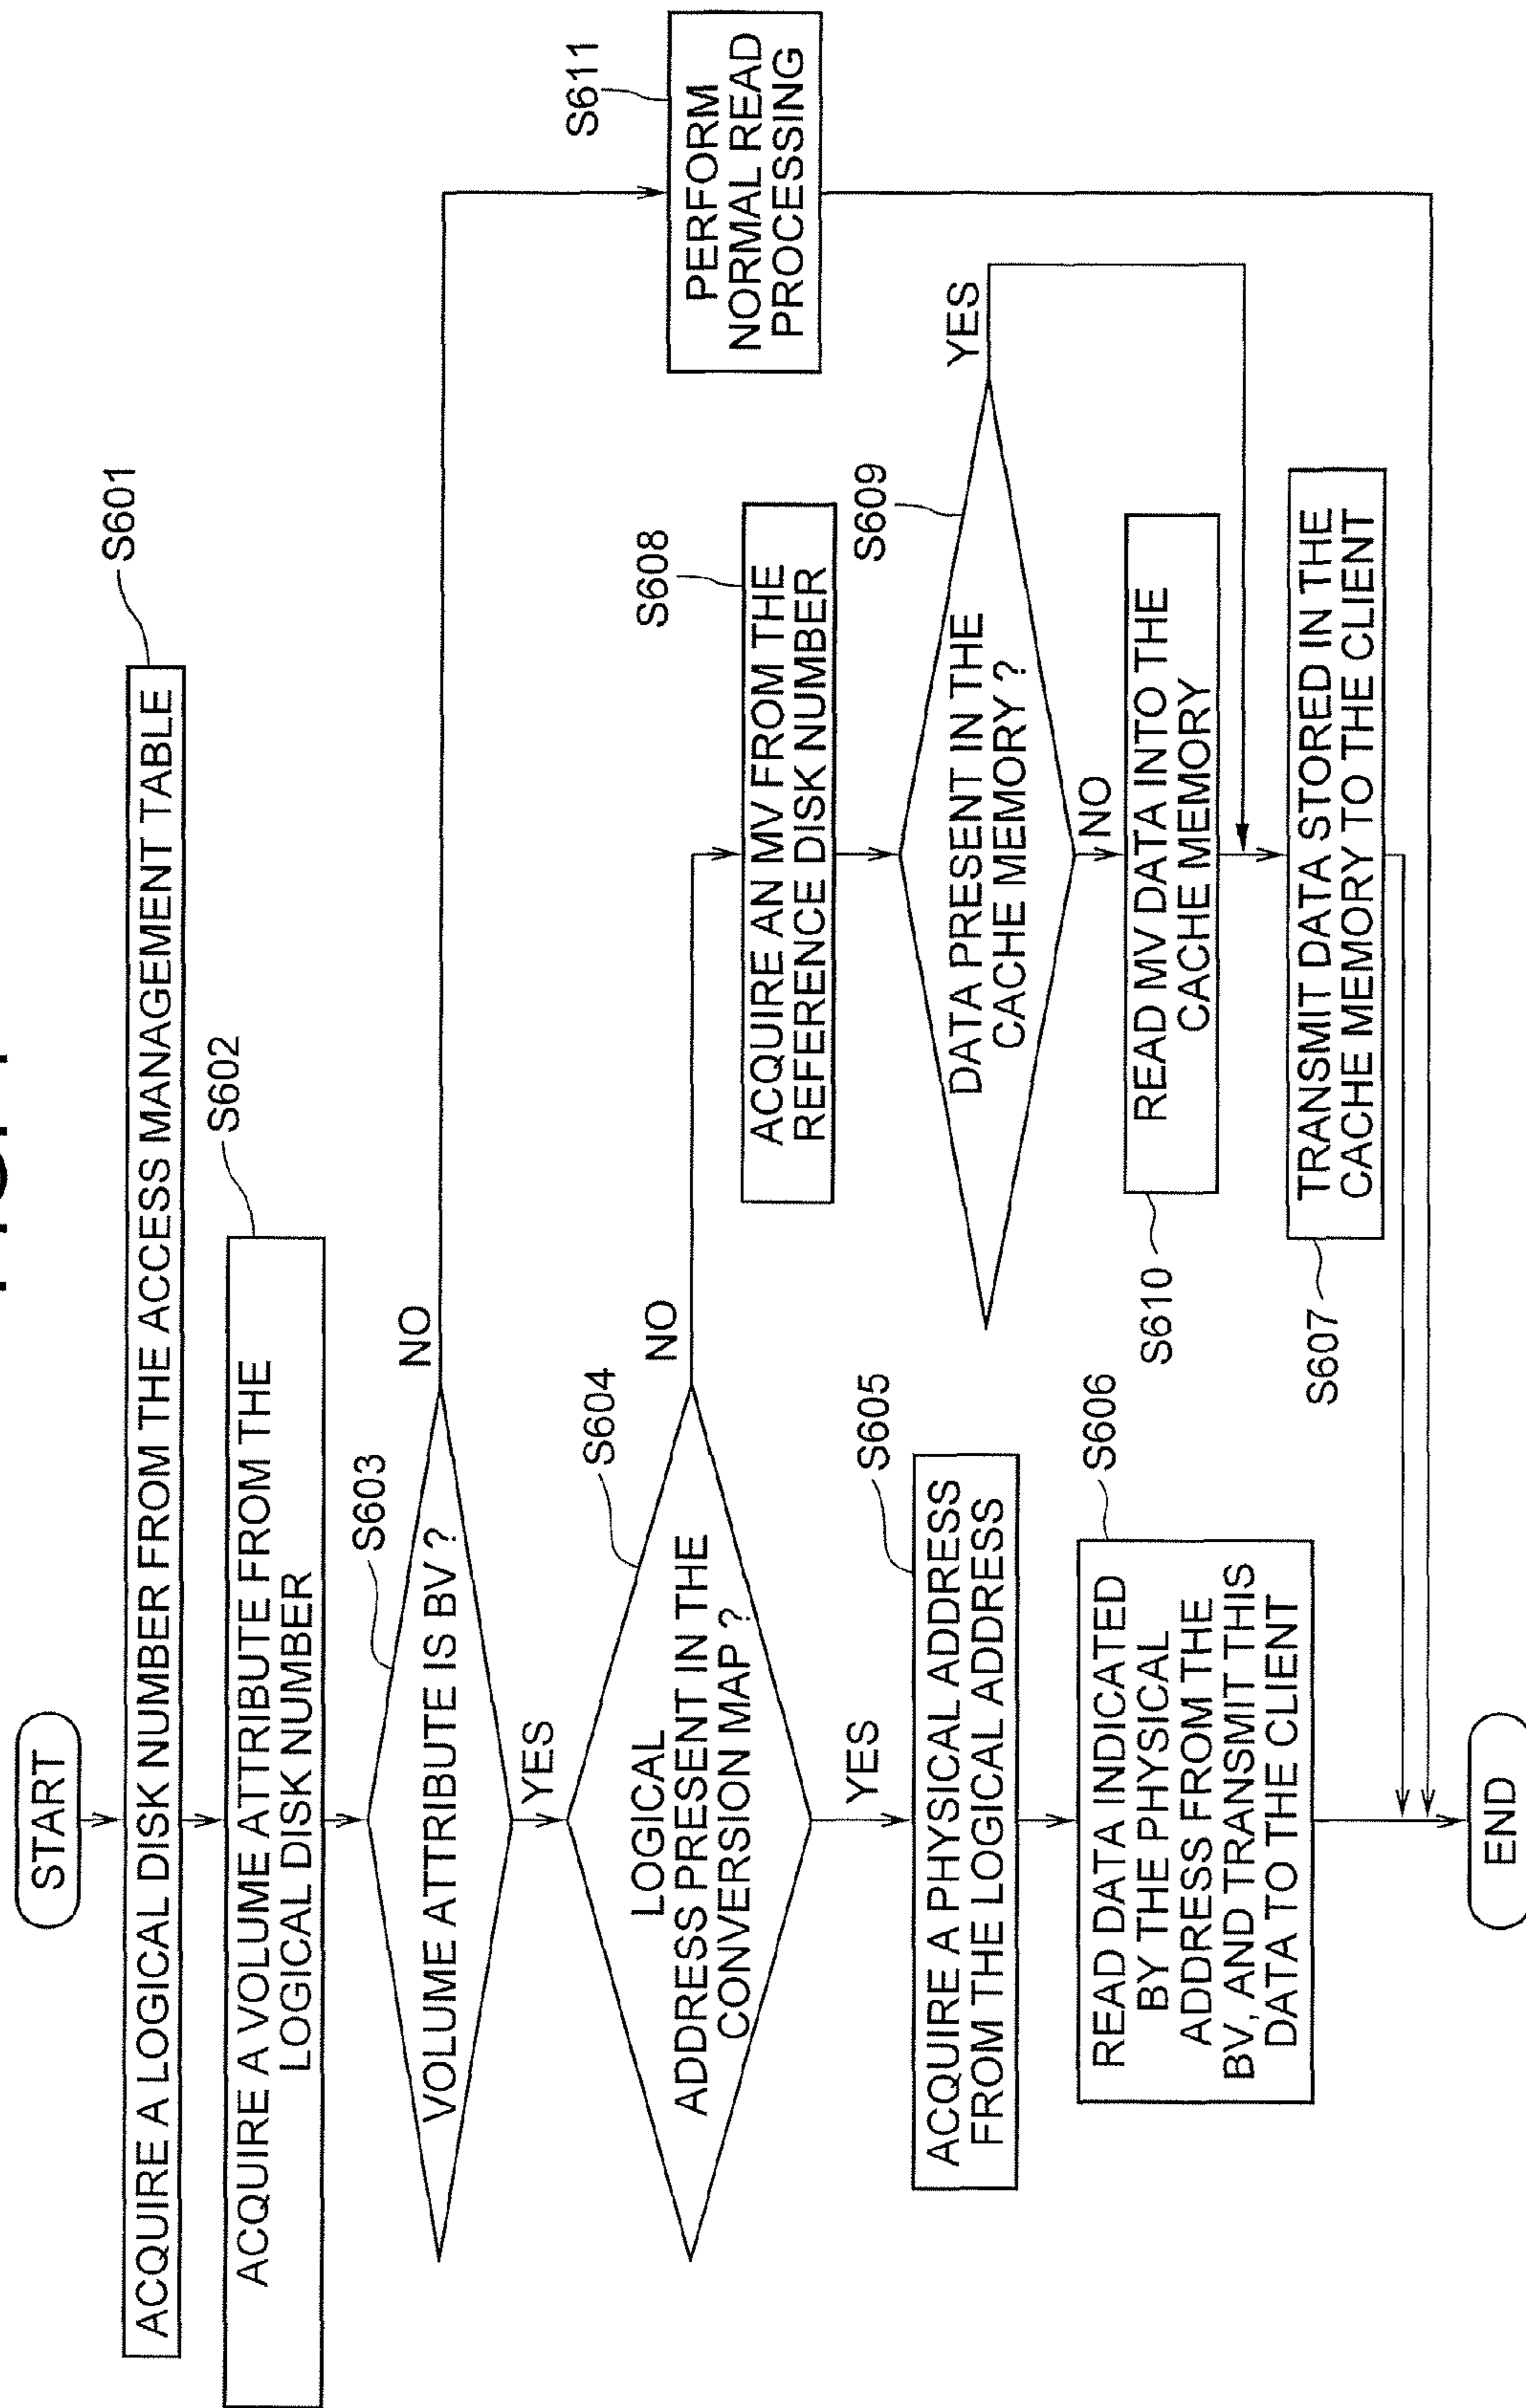 START
ACQUIRE A LOGICAL DISK NUMBER FROM THE ACCESS MANAGEMENT TABLE
S601
ACQUIRE A VOLUME ATTRIBUTE FROM THE
LOGICAL DISK NUMBER
S602
VOLUME ATTRIBUTE IS BV ?
S603
NO
YES
LOGICAL
ADDRESS PRESENT IN THE
CONVERSION MAP ?
S604
NO
YES
ACQUIRE A PHYSICAL ADDRESS
FROM THE LOGICAL ADDRESS
S605
READ DATA INDICATED
BY THE PHYSICAL
ADDRESS FROM THE
BV, AND TRANSMIT THIS
DATA TO THE CLIENT
S606
ACQUIRE AN MV FROM THE
REFERENCE DISK NUMBER
S608
DATA PRESENT IN THE
CACHE MEMORY ?
S609
YES
NO
READ MV DATA INTO THE
CACHE MEMORY
S610
TRANSMIT DATA STORED IN THE
CACHE MEMORY TO THE CLIENT
S607
PERFORM
NORMAL READ
PROCESSING
S611
END